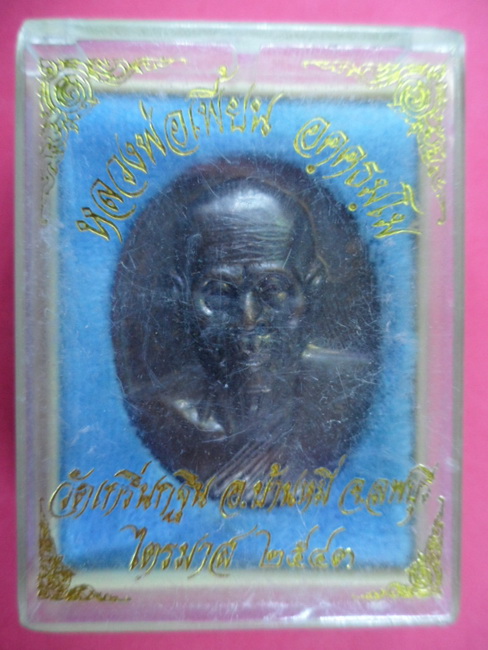 หลวงพ่อเพี้ยน อคฺคธมฺโม
วัดเกริ่นกฐิน อ.บ้านหมี่ จ.ลพบุรี
ไตรมาส ๒๕๔๓